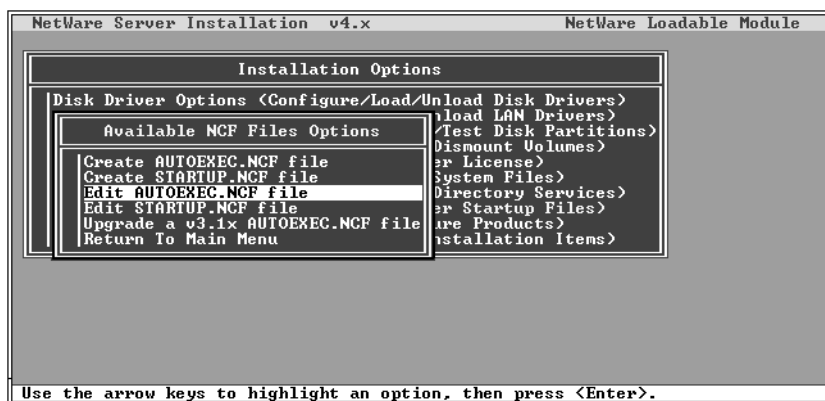 NetWare Server Installation  v4.x                    NetWare Loadable Module
Installation Options
Disk Driver Options (Configure/Load/Unload Disk Drivers)
nload LAN Drivers)
Available NCF Files Options /Test Disk Partitions)
Dismount Volumes)
Create AUTOEXEC.NCF file er License)
Create STARTUP.NCF file System Files)
Edit AUTOEXEC.NCF file Directory Services)
Edit STARTUP.NCF file er Startup Files)
Upgrade a v3.1x AUTOEXEC.NCF file ure Products)
Return To Main Menu nstallation Items)
Use the arrow keys to highlight an option, then press <Enter>.